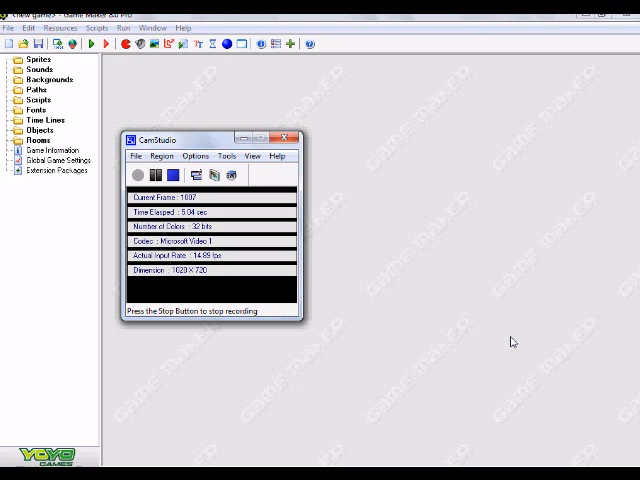 <new game> - Game Maker 8.0 Pro
File Edit Resources Scripts Run Window Help
Sprites
Sounds
Backgrounds
Paths
Scripts
Fonts
Time Lines
Objects
Rooms
Game Information
Global Game Settings
Extension Packages
CamStudio
File Region Options Tools View Help
Current Frame : 1007
Time Elasped : 5.04 sec
Number of Colors : 32 bits
Codec : Microsoft Video 1
Actual Input Rate : 14.89 fps
Dimension : 1020 X 720
Press the Stop Button to stop recording
GAME MAKER
YOYO
GAMES